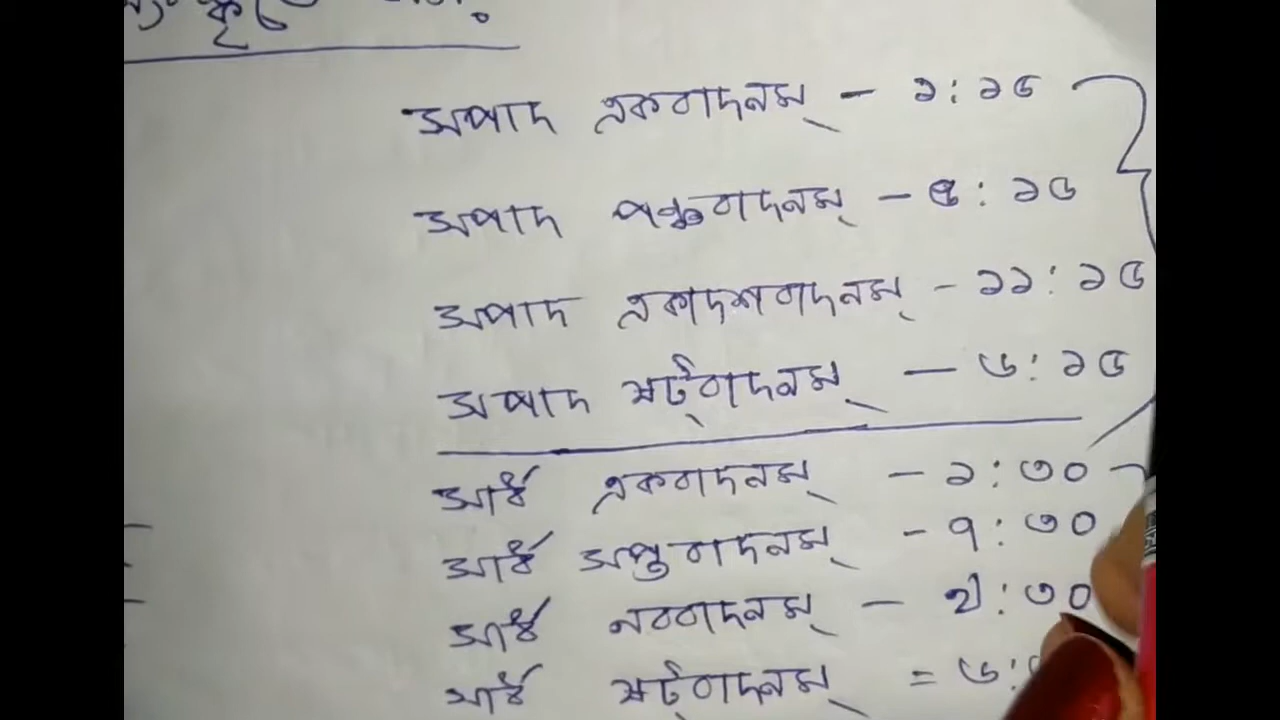 সপাদ একবাদনম্ – ১:১৫
সপাদ পঞ্চবাদনম্ – ৫:১৫
সপাদ একাদশবাদনম্ – ১১:১৫
সপাদ ষট্বাদনম্ – ৬:১৫
সার্ধ একবাদনম্ – ১:৩০
সার্ধ সপ্তবাদনম্ – ৭:৩০
সার্ধ নববাদনম্ – ৯:৩০
সার্ধ ষট্বাদনম্ = ৬: